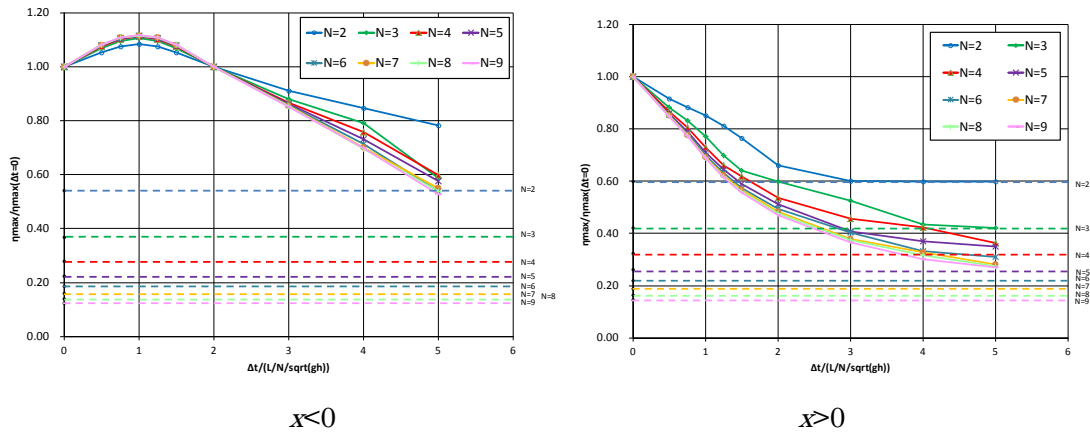 1.20
1.00
0.80
0.60
0.40
0.20
0.00
ηmax/ηmax(Δt=0)
N=2 N=3 N=4 N=5
N=6 N=7 N=8 N=9
N=2
N=3
N=4
N=5
N=6
N=7 N=8
N=9
0 1 2 3 4 5 6
Δt/(L/N/sqrt(gh))
x<0
1.20
1.00
0.80
0.60
0.40
0.20
0.00
ηmax/ηmax(Δt=0)
N=2 N=3
N=4 N=5
N=6 N=7
N=8 N=9
N=2
N=3
N=4
N=5
N=6
N=7
N=8
N=9
0 1 2 3 4 5 6
Δt/(L/N/sqrt(gh))
x>0